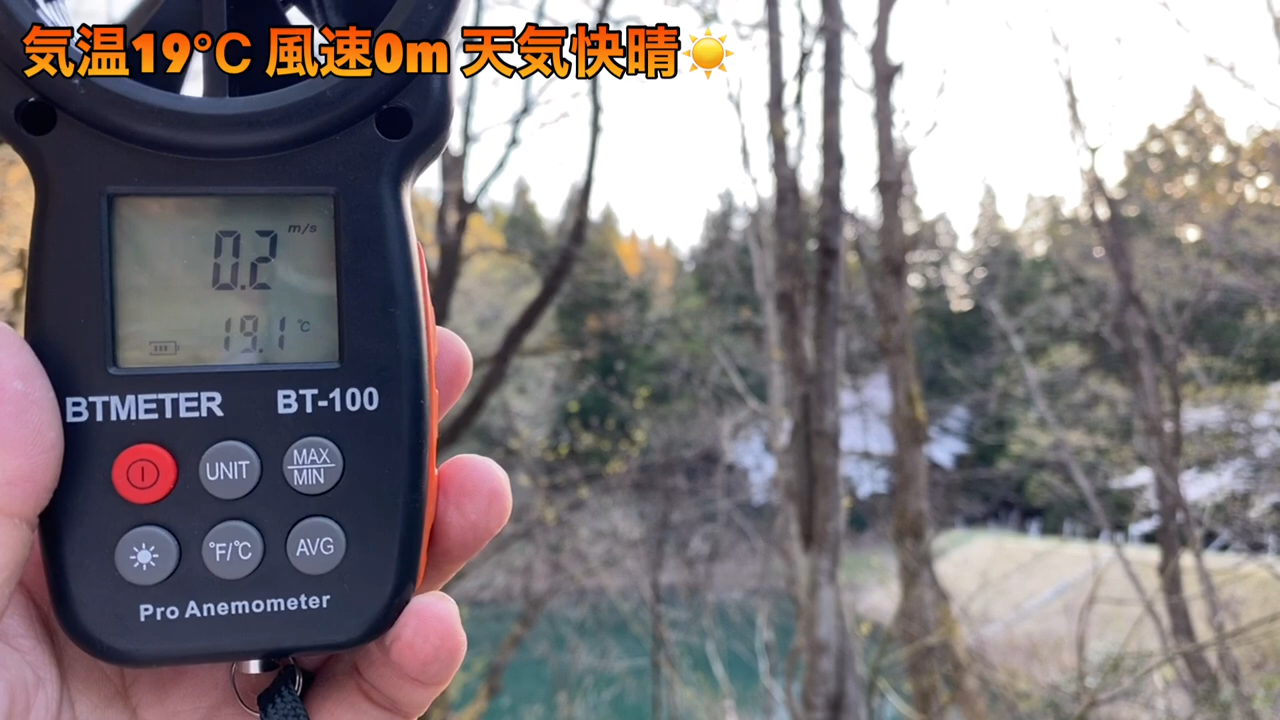 気温19℃ 風速0m 天気快晴☀️
m/s
0.2
19.1 ℃
BTMETER BT-100
UNIT MAX MIN
°F/℃ AVG
Pro Anemometer